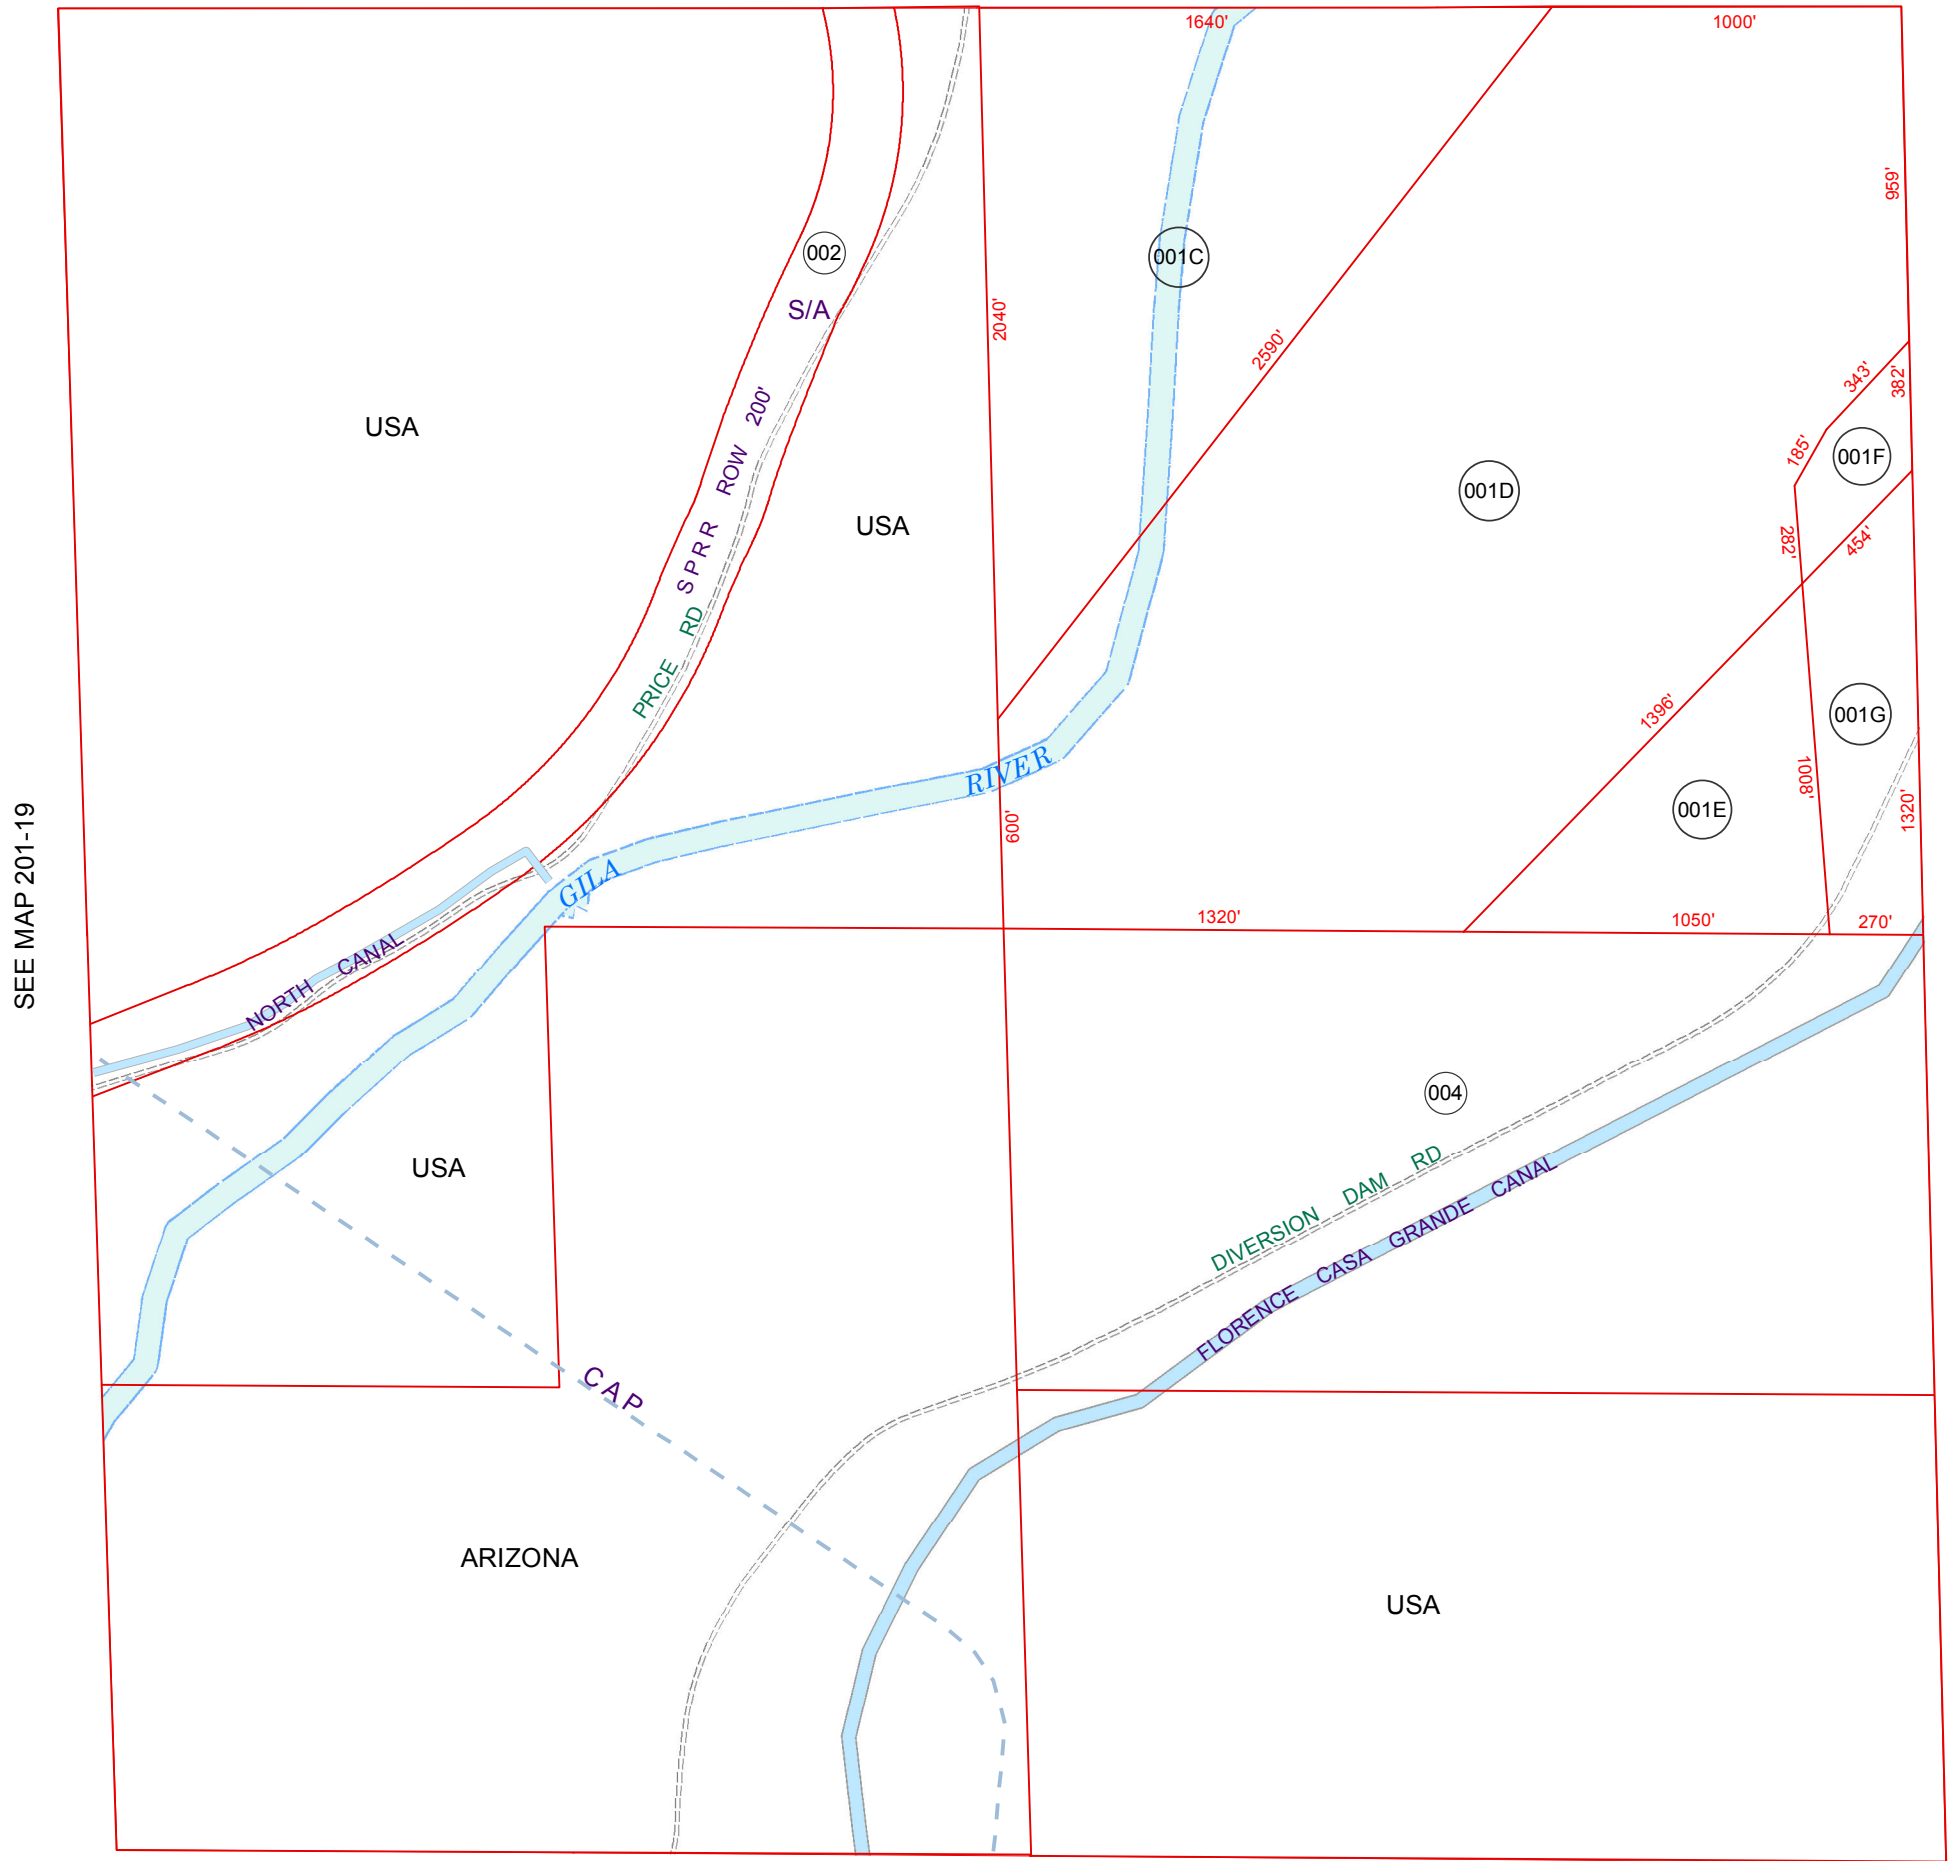 1640'
1000'
959'
002
001C
S/A
2040'
2590'
343'
382'
SPRR ROW 200'
USA
185'
001F
001D
USA
282'
454'
PRICE RD
1396'
001G
RIVER
1008'
600'
001E
1320'
SEE MAP 201-19
GILA
1320'
1050'
270'
NORTH CANAL
004
USA
DIVERSION DAM RD
FLORENCE CASA GRANDE CANAL
CAP
ARIZONA
USA